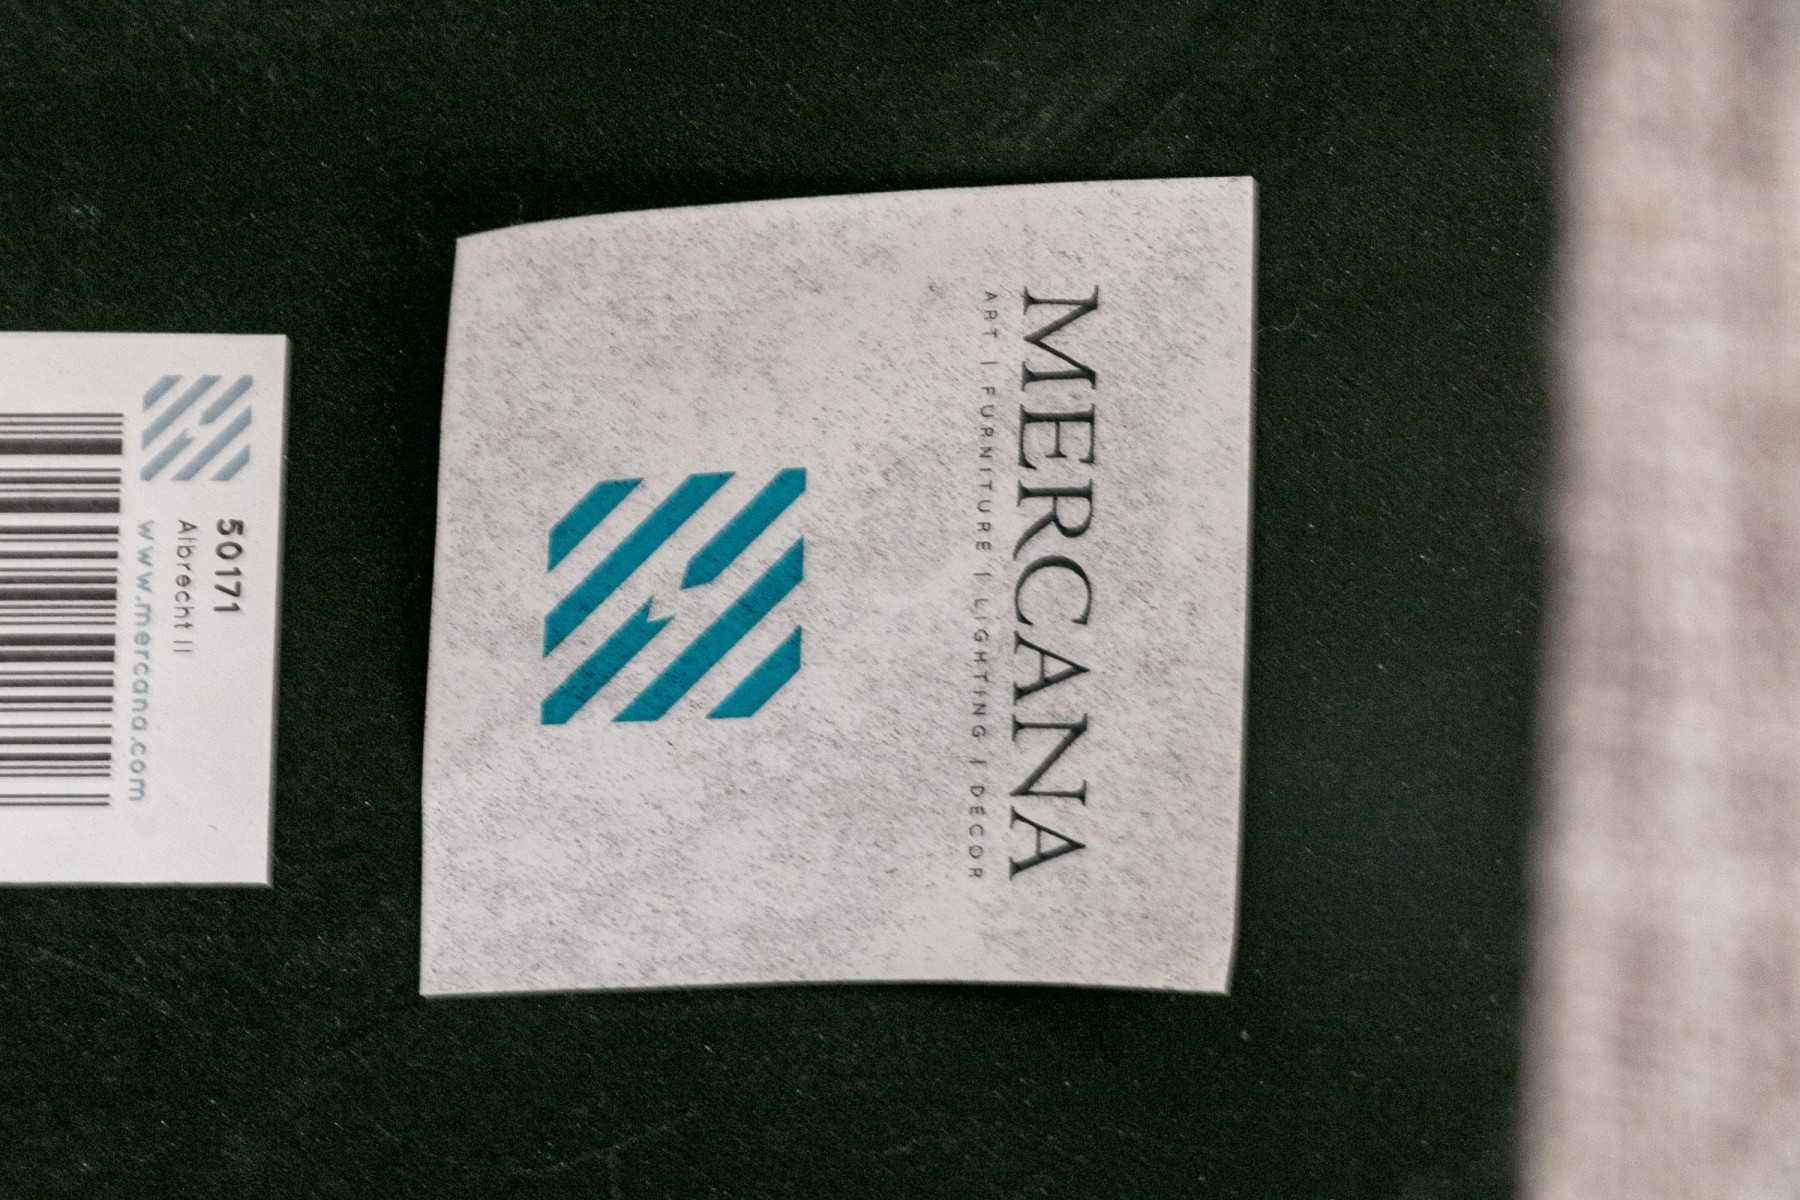 MERCANA
ART | FURNITURE | LIGHTING | DECOR
50171
Albrecht II
www.mercana.com